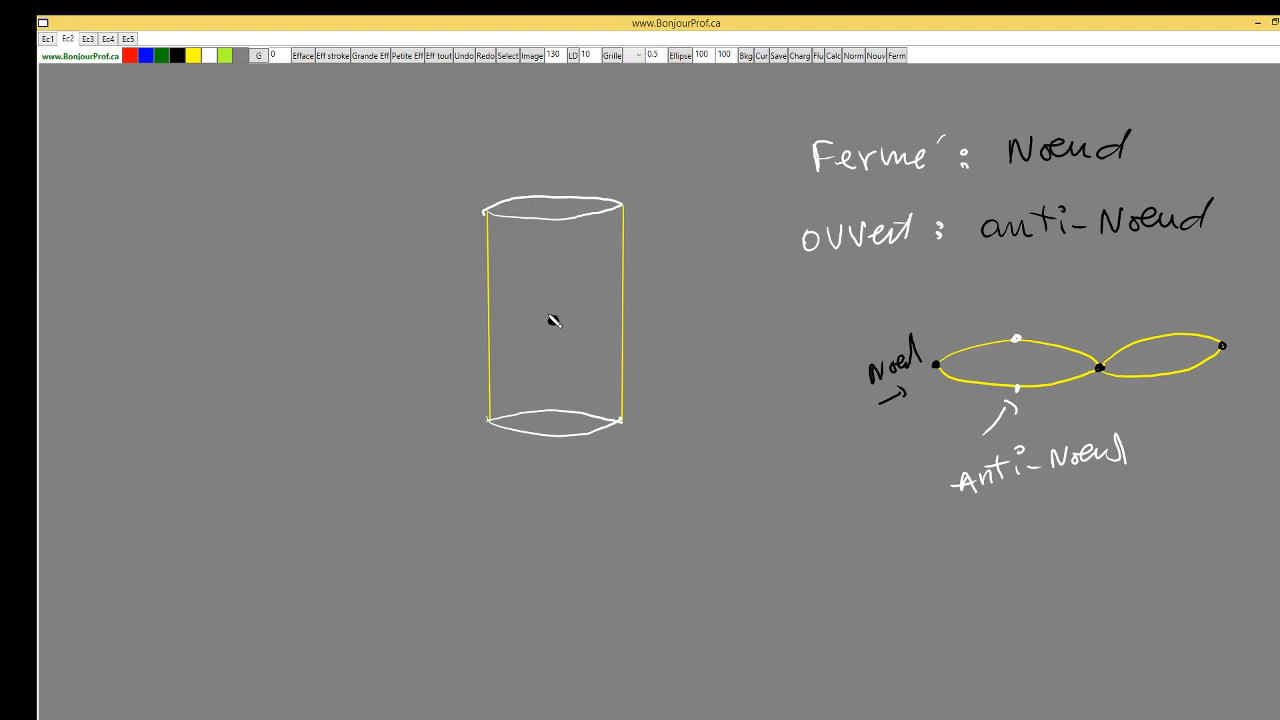 www.BonjourProf.ca
Ec1 Ec2 Ec3 Ec4 Ec5
www.BonjourProf.ca G 0 Efface Eff stroke Grande Eff Petite Eff Eff tout Undo Redo Select Image 130 LD 10 Grille 0.5 Ellipse 100 100 Bkg Cur Save Charg Flu Calc Norm Nouv Ferm
Fermé : Noeud
ouvert : anti-Noeud
Noed
Anti-Noeud